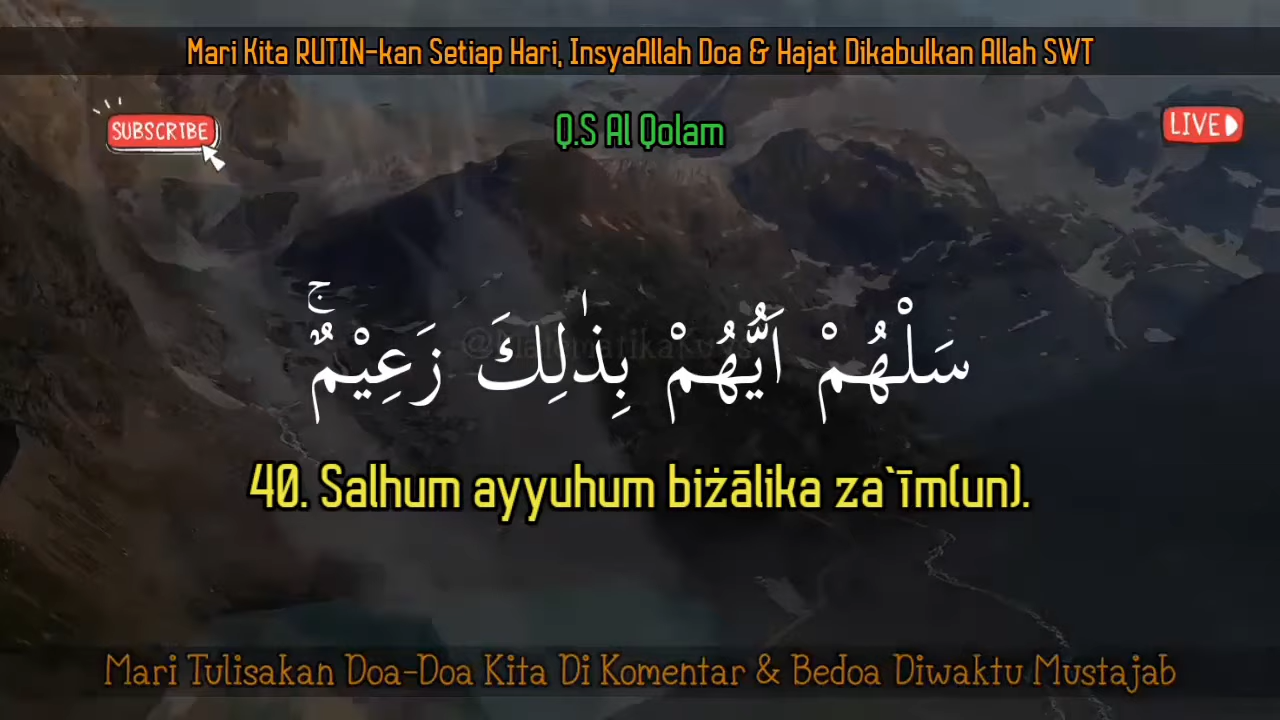 Mari Kita RUTIN-kan Setiap Hari, InsyaAllah Doa & Hajat Dikabulkan Allah SWT
SUBSCRIBE
Q.S Al Qolam
LIVE
سَلْهُمْ اَيُّهُمْ بِذٰلِكَ زَعِيْمٌۚ
40. Salhum ayyuhum biżālika za`īm(un).
Mari Tulisakan Doa-Doa Kita Di Komentar & Bedoa Diwaktu Mustajab